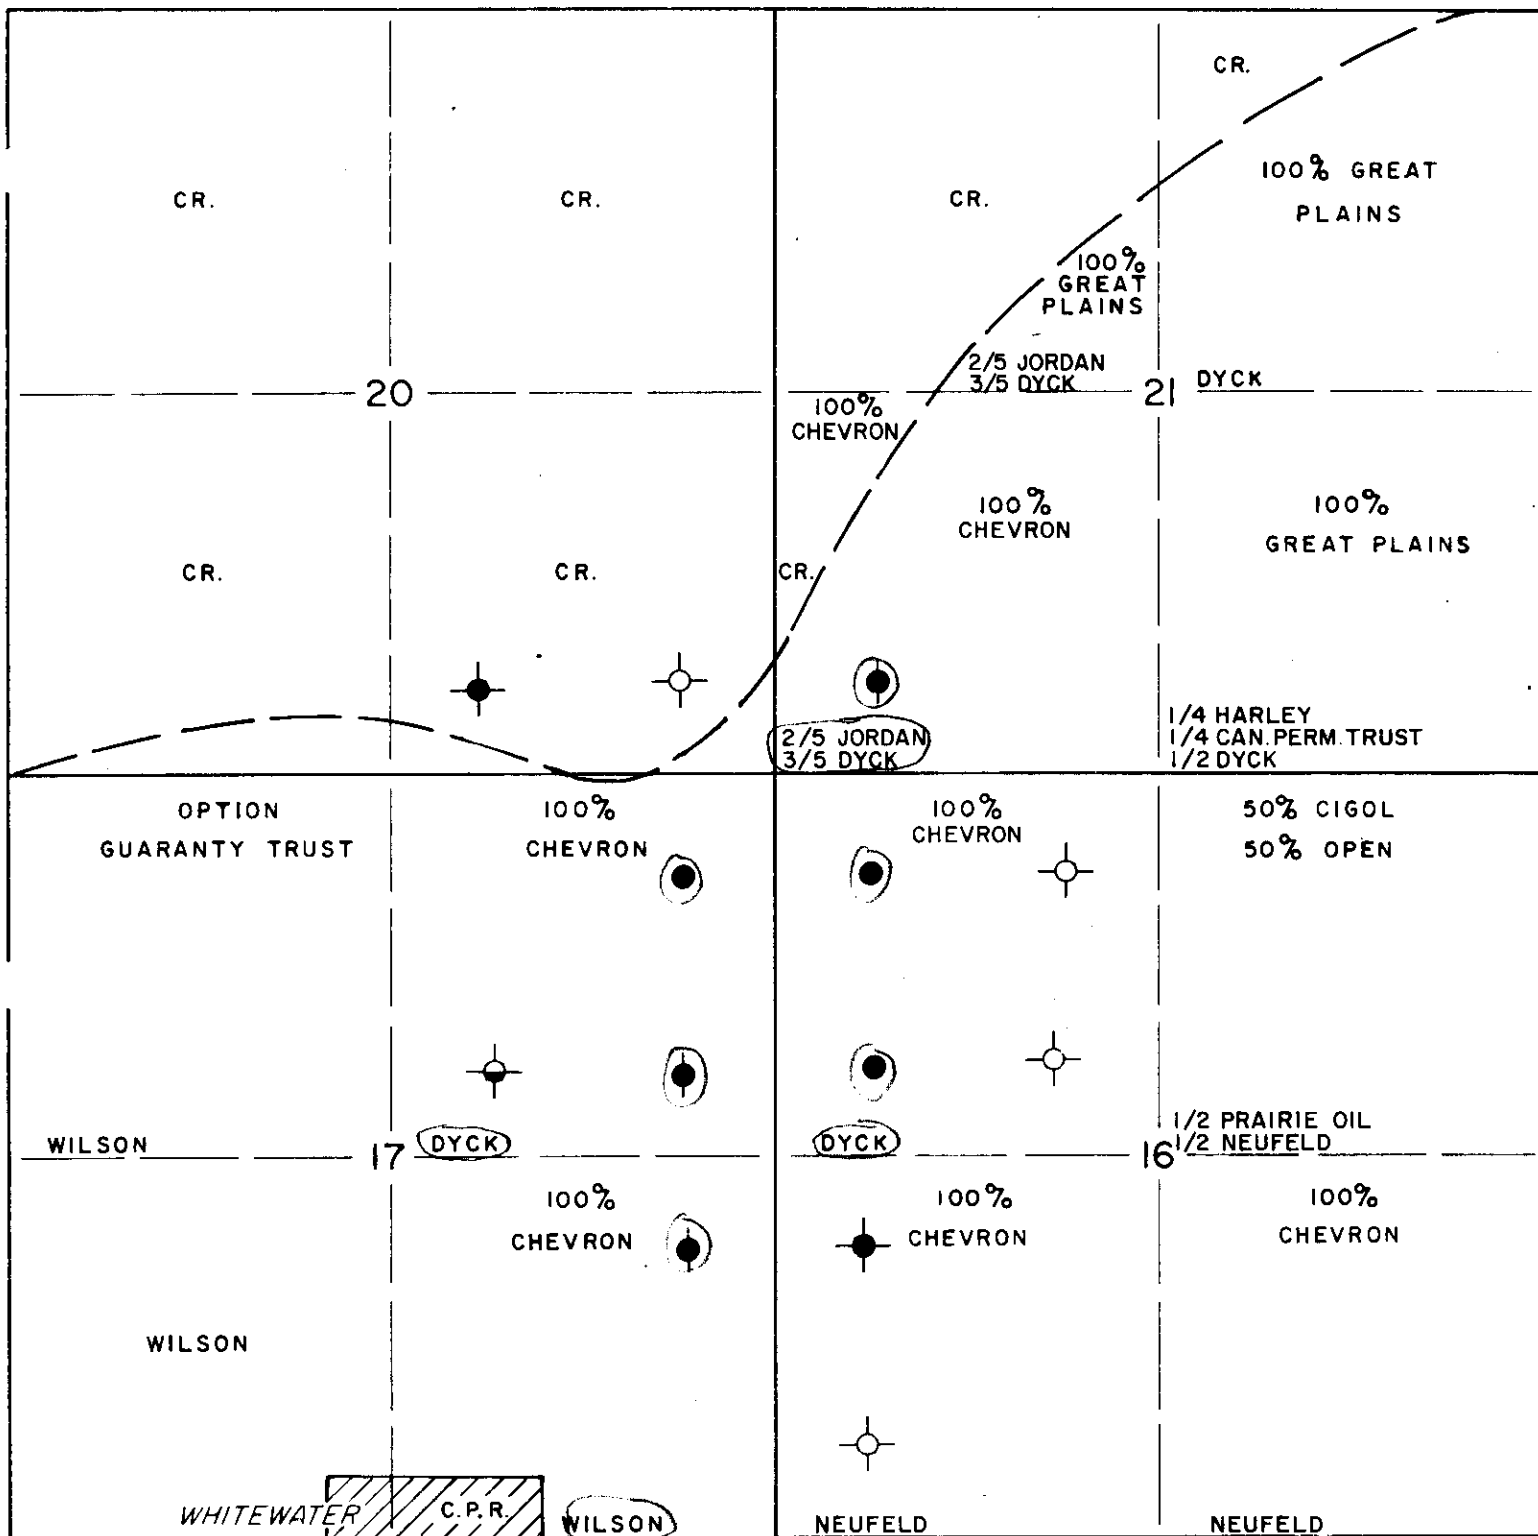 CR.
100% GREAT
PLAINS
CR.
CR.
CR.
100%
GREAT
PLAINS
2/5 JORDAN
3/5 DYCK
20
21
DYCK
100%
CHEVRON
100%
CHEVRON
100%
GREAT PLAINS
CR.
CR.
CR.
2/5 JORDAN
3/5 DYCK
1/4 HARLEY
1/4 CAN. PERM. TRUST
1/2 DYCK
OPTION
GUARANTY TRUST
100%
CHEVRON
100%
CHEVRON
50% CIGOL
50% OPEN
WILSON
17
DYCK
DYCK
16
1/2 PRAIRIE OIL
1/2 NEUFELD
100%
CHEVRON
100%
CHEVRON
100%
CHEVRON
WILSON
WHITEWATER
C.P.R.
WILSON
NEUFELD
NEUFELD